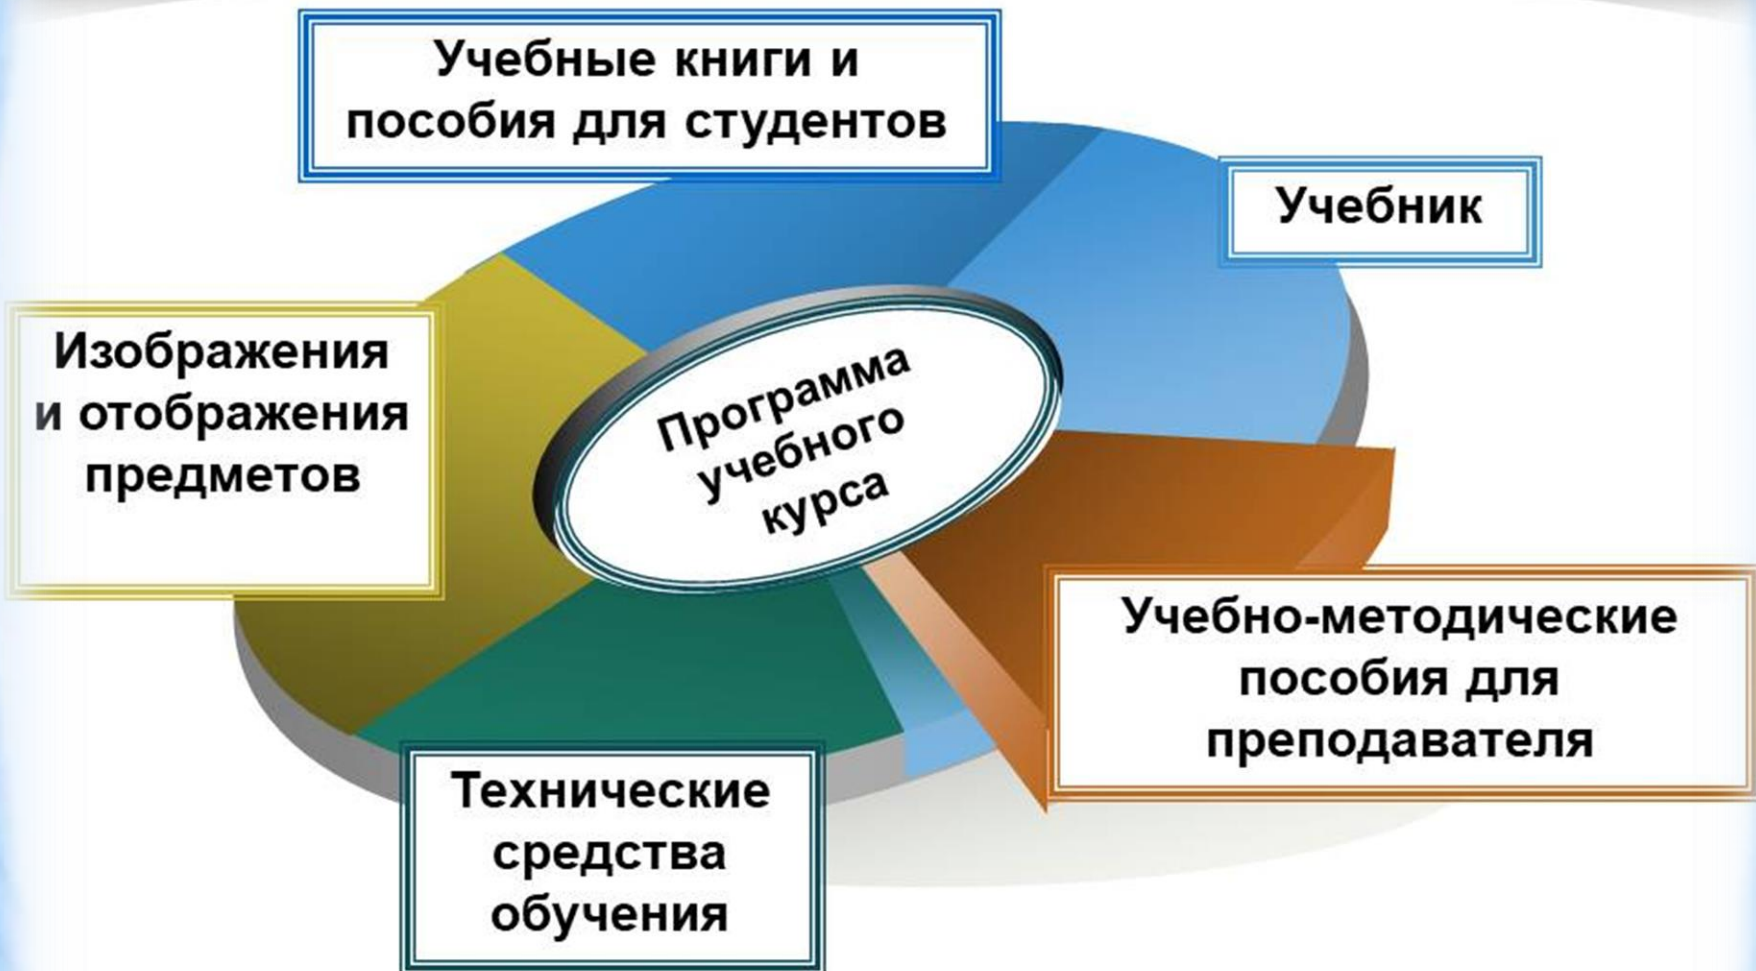 Учебные книги и
пособия для студентов
Учебник
Изображения
и отображения
предметов
Программа
учебного
курса
Учебно-методические
пособия для
преподавателя
Технические
средства
обучения